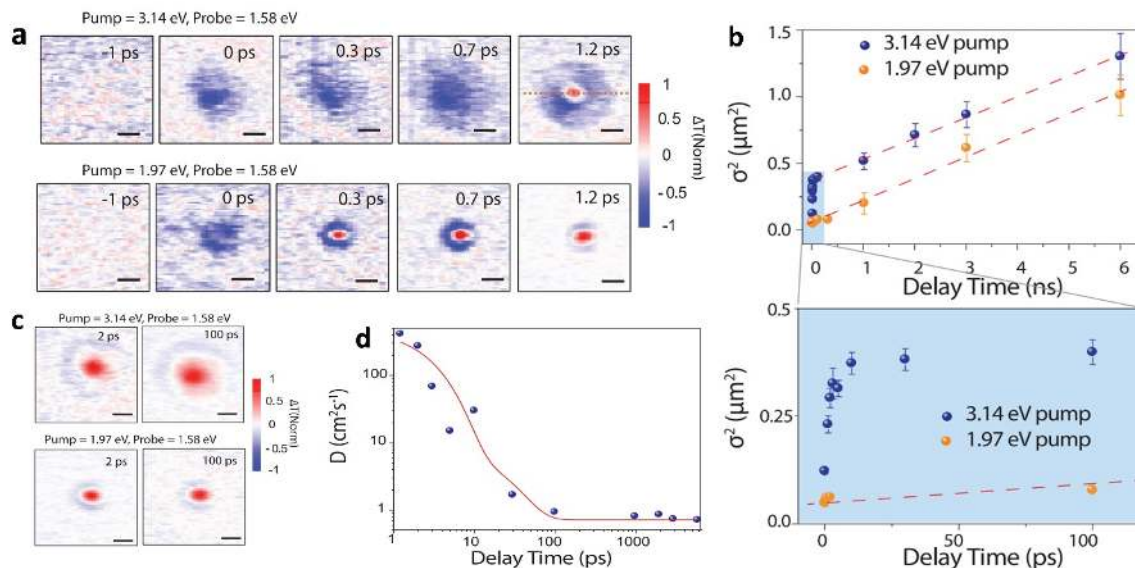 a
Pump = 3.14 eV, Probe = 1.58 eV
-1 ps
0 ps
0.3 ps
0.7 ps
1.2 ps
Pump = 1.97 eV, Probe = 1.58 eV
-1 ps
0 ps
0.3 ps
0.7 ps
1.2 ps
1
0.5
0
-0.5
-1
ΔT(Norm)
b
3.14 eV pump
1.97 eV pump
σ² (μm²)
1.5
1.0
0.5
0.0
0 1 2 3 4 5 6
Delay Time (ns)
c
Pump = 3.14 eV, Probe = 1.58 eV
2 ps
100 ps
Pump = 1.97 eV, Probe = 1.58 eV
2 ps
100 ps
1
0.5
0
-0.5
-1
ΔT(Norm)
d
D (cm²s⁻¹)
100
10
1
1 10 100 1000
Delay Time (ps)
σ² (μm²)
0.5
0.25
0.0
3.14 eV pump
1.97 eV pump
0 50 100
Delay Time (ps)